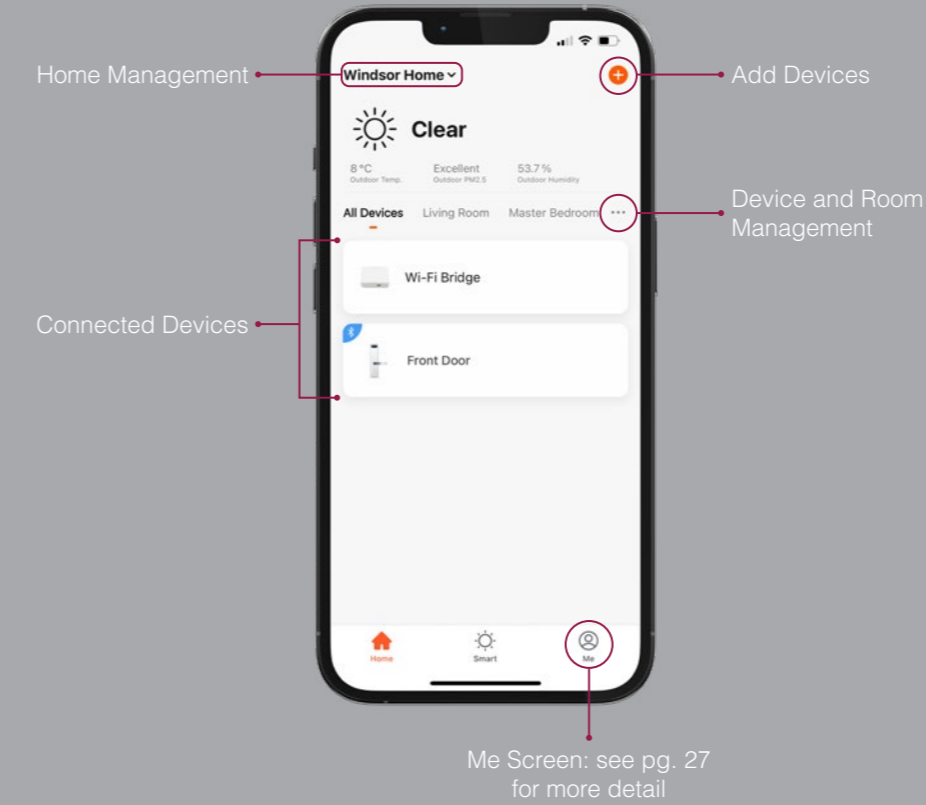 Home Management
Windsor Home
Add Devices
Clear
8°C
Outdoor Temp.
Excellent
Outdoor PM2.5
53.7%
Outdoor Humidity
All Devices
Living Room
Master Bedroom
Device and Room
Management
Wi-Fi Bridge
Connected Devices
Front Door
Home
Smart
Me
Me Screen: see pg. 27
for more detail